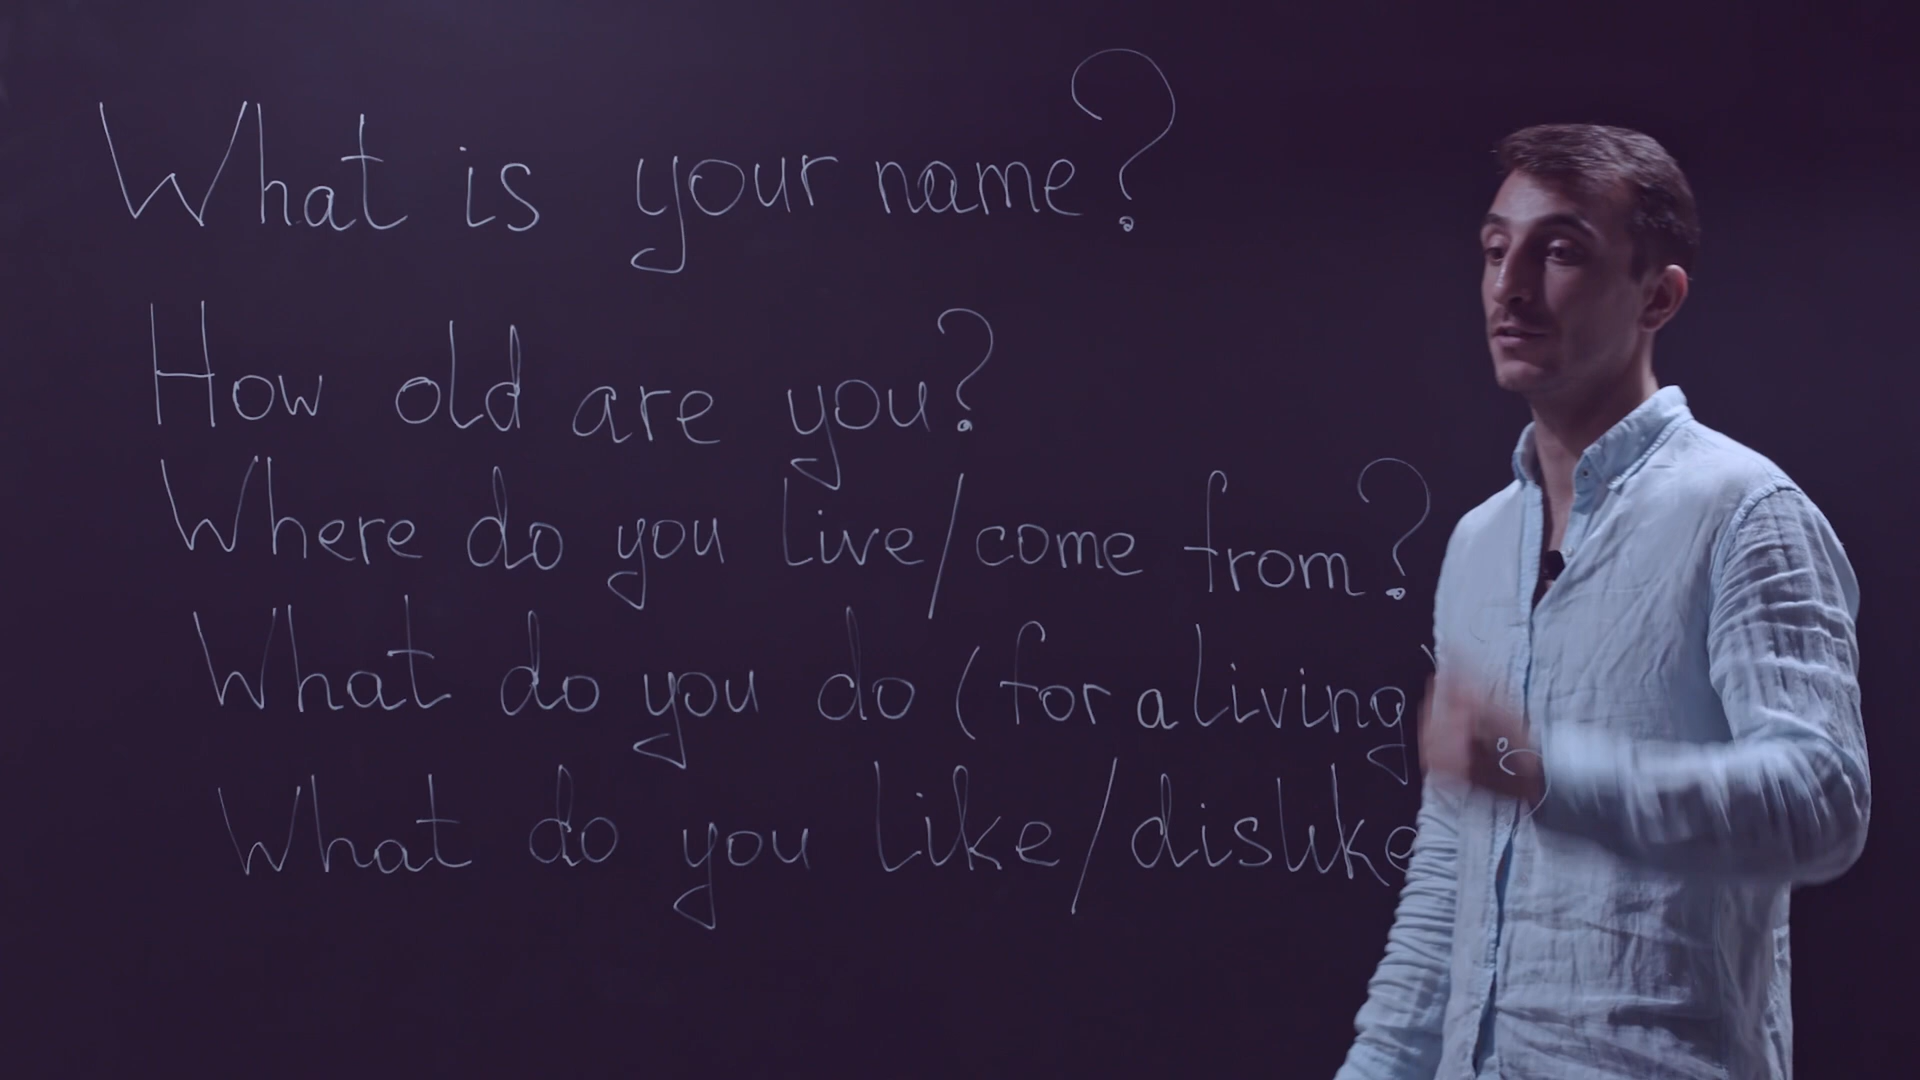 What is your name?
How old are you?
Where do you live/come from?
What do you do (for a living)
What do you like/dislike